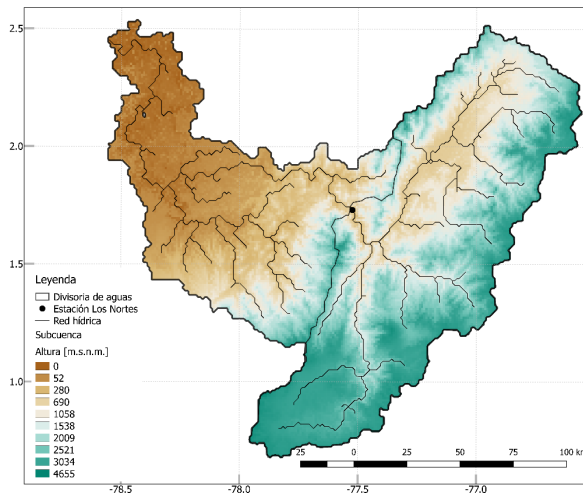 2.5
2.0
1.5
1.0
Leyenda
Divisoria de aguas
Estación Los Nortes
Red hídrica
Subcuenca
Altura [m.s.n.m.]
0
52
280
690
1058
1538
2009
2521
3034
4655
25 0 25 50 75 100 km
-78.5 -78.0 -77.5 -77.0